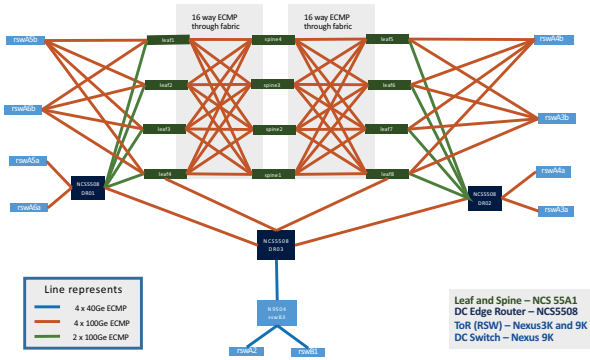 16 way ECMP
through fabric
16 way ECMP
through fabric
rswA5b
leaf1
spine4
leaf5
rswA4b
leaf2
spine3
leaf6
rswA6b
rswA3b
leaf3
spine2
leaf7
rswA5a
leaf4
spine1
leaf8
rswA4a
NCS5508
DR01
NCS5508
DR02
rswA6a
rswA3a
NCS5508
DR03
Line represents
4 x 40Ge ECMP
4 x 100Ge ECMP
2 x 100Ge ECMP
N9504
sswB3
rswA2
rswB1
Leaf and Spine – NCS 55A1
DC Edge Router – NCS5508
ToR (RSW) – Nexus3K and 9K
DC Switch – Nexus 9K